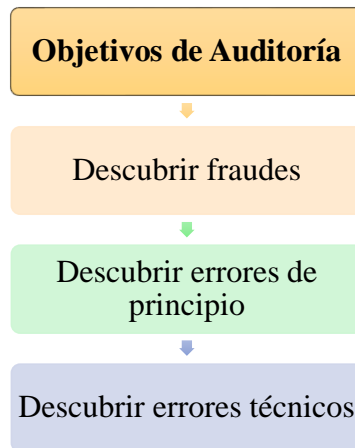 Objetivos de Auditoría
Descubrir fraudes
Descubrir errores de
principio
Descubrir errores técnicos